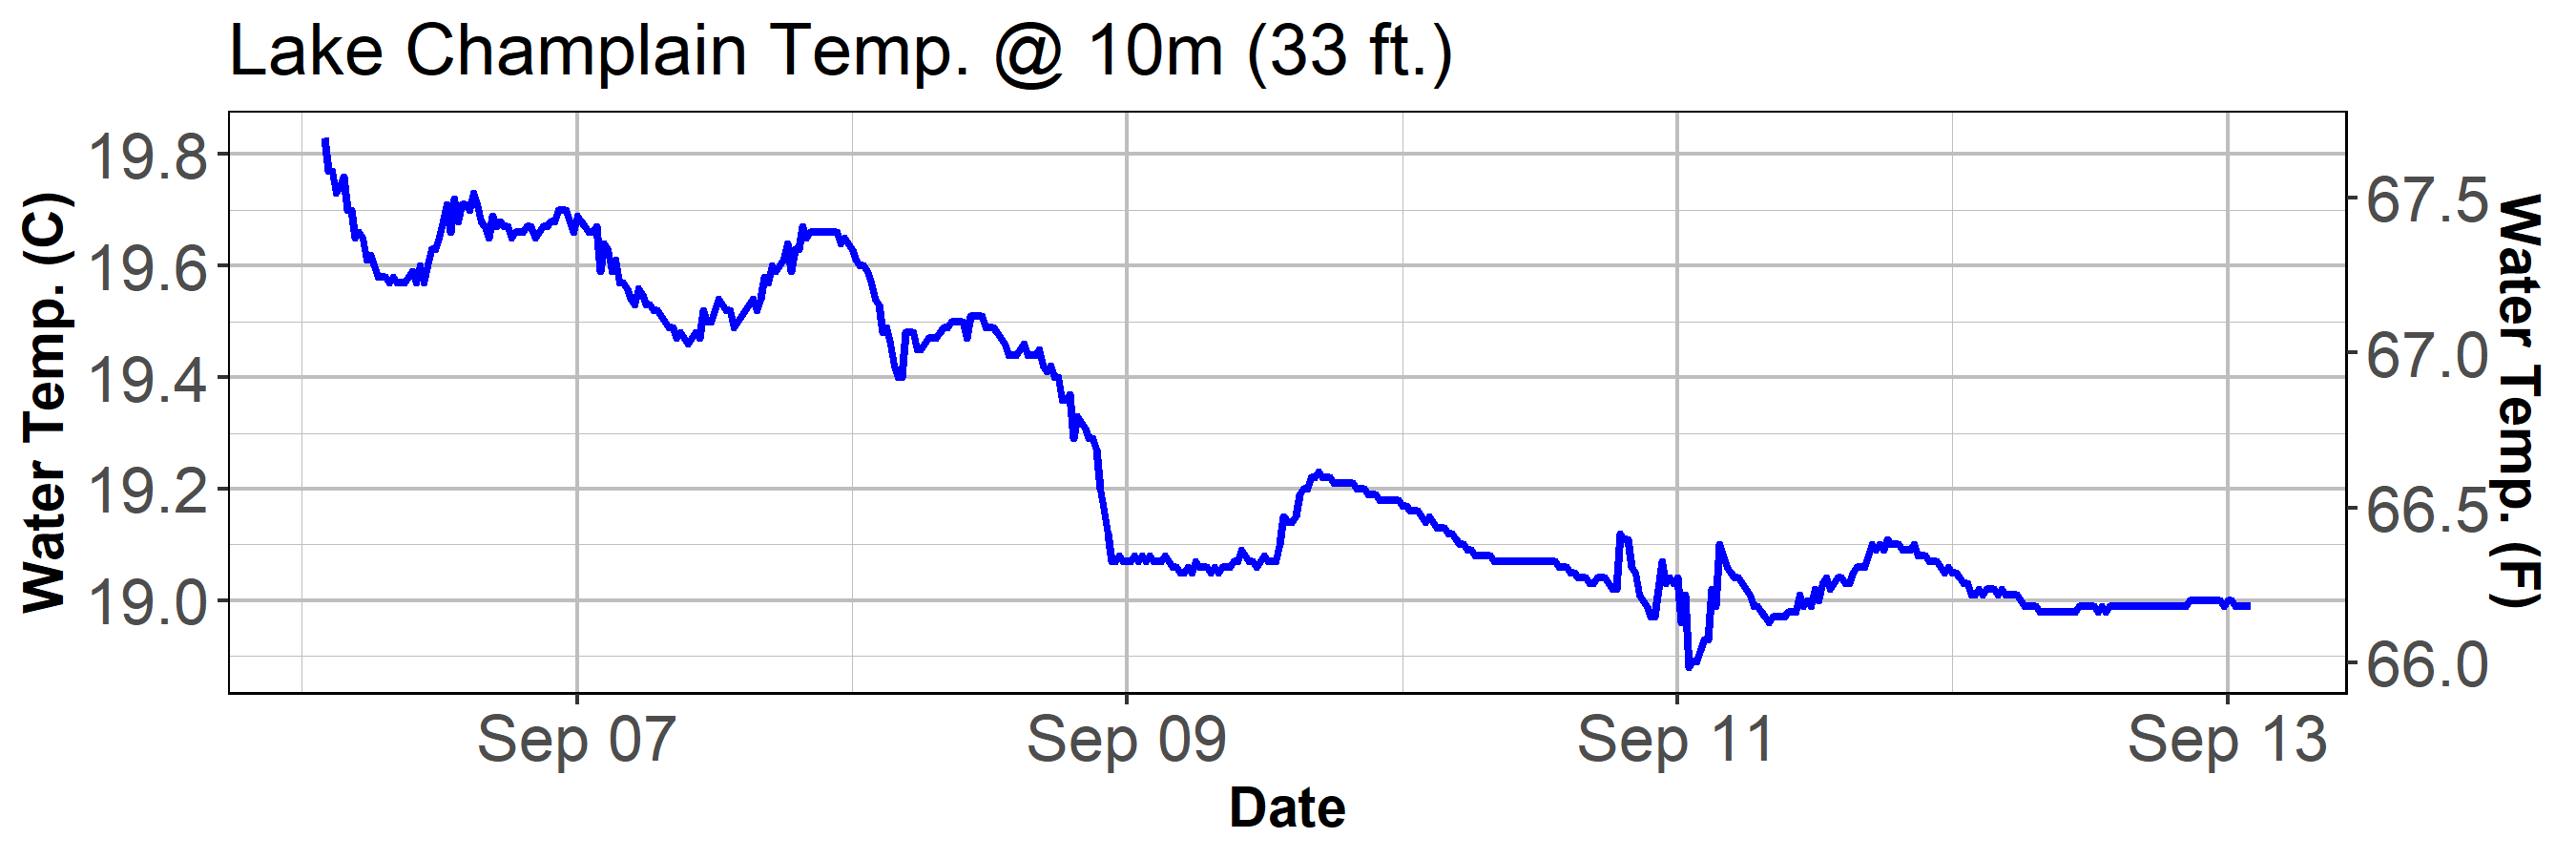 Lake Champlain Temp. @ 10m (33 ft.)
Water Temp. (C)
19.8
19.6
19.4
19.2
19.0
67.5
67.0
66.5
66.0
Water Temp. (F)
Sep 07
Sep 09
Sep 11
Sep 13
Date